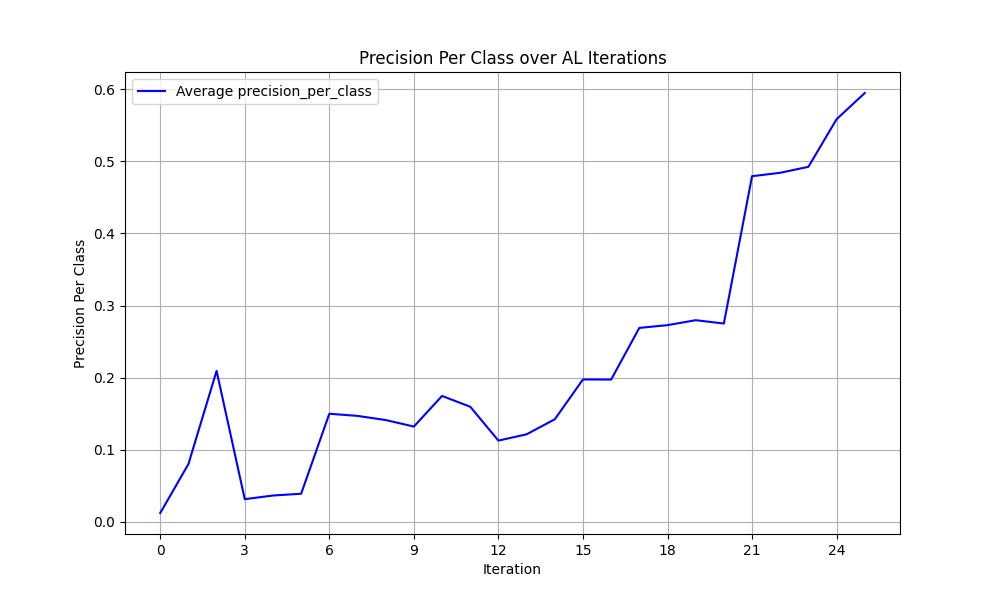 Precision Per Class over AL Iterations
Average precision_per_class
0.6
0.5
0.4
0.3
0.2
0.1
0.0
Precision Per Class
0 3 6 9 12 15 18 21 24
Iteration